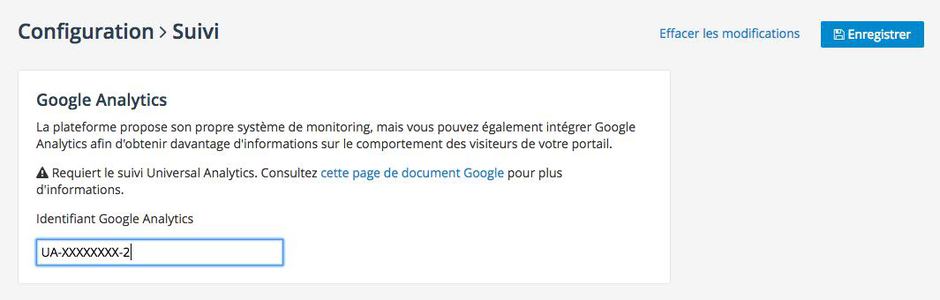 Configuration > Suivi
Effacer les modifications
Enregistrer
Google Analytics
La plateforme propose son propre système de monitoring, mais vous pouvez également intégrer Google
Analytics afin d'obtenir davantage d'informations sur le comportement des visiteurs de votre portail.
Requiert le suivi Universal Analytics. Consultez cette page de document Google pour plus
d'informations.
Identifiant Google Analytics
UA-XXXXXXXX-2